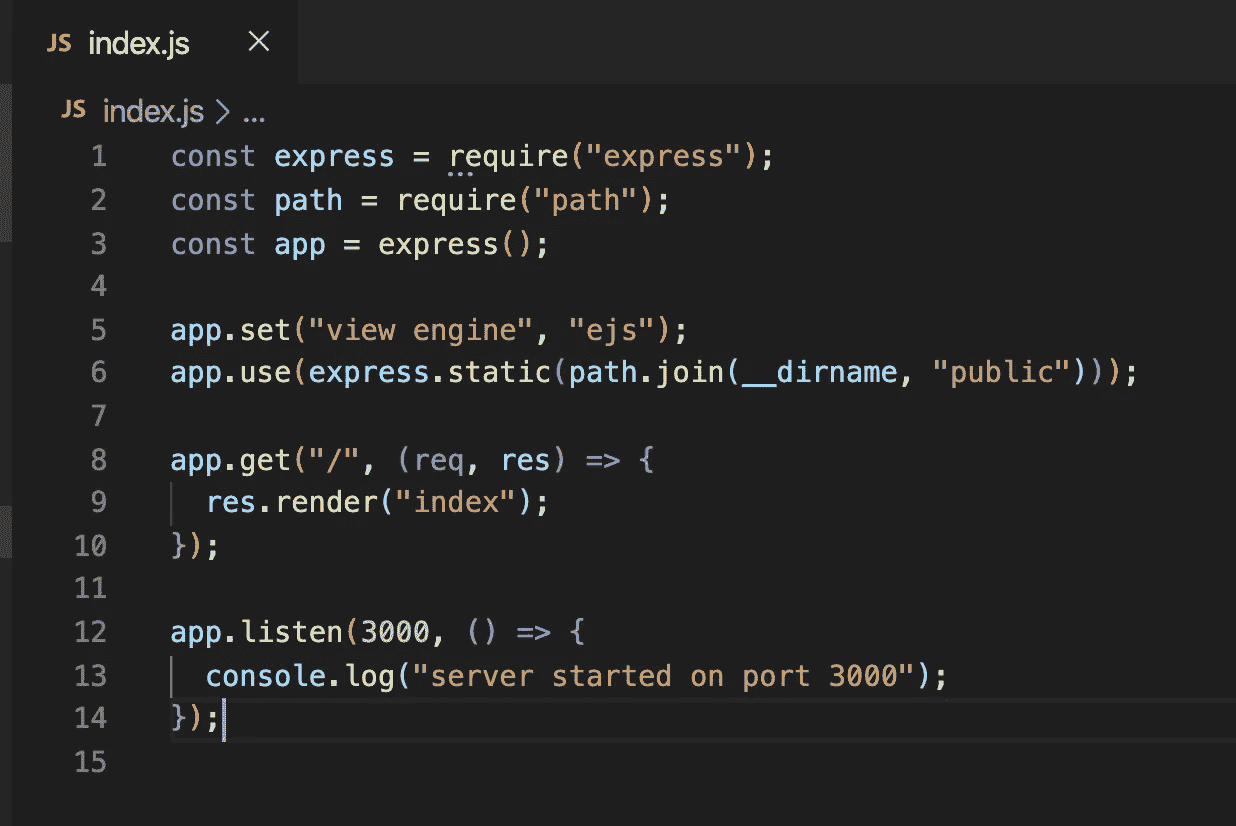 JS index.js ×
JS index.js > ...
1 const express = require("express");
2 const path = require("path");
3 const app = express();
4
5 app.set("view engine", "ejs");
6 app.use(express.static(path.join(__dirname, "public")));
7
8 app.get("/", (req, res) => {
9   res.render("index");
10 });
11
12 app.listen(3000, () => {
13   console.log("server started on port 3000");
14 });
15